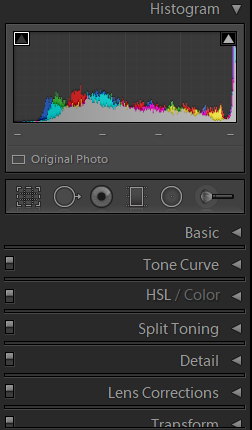 Histogram
Original Photo
Basic
Tone Curve
HSL / Color
Split Toning
Detail
Lens Corrections
Transform